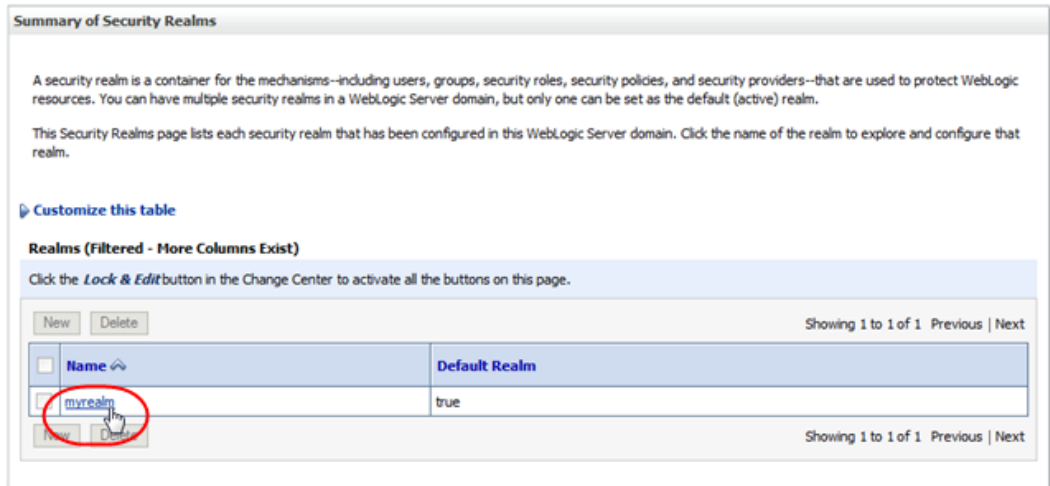 Summary of Security Realms
A security realm is a container for the mechanisms--including users, groups, security roles, security policies, and security providers--that are used to protect WebLogic
resources. You can have multiple security realms in a WebLogic Server domain, but only one can be set as the default (active) realm.
This Security Realms page lists each security realm that has been configured in this WebLogic Server domain. Click the name of the realm to explore and configure that
realm.
Customize this table
Realms (Filtered - More Columns Exist)
Click the Lock & Edit button in the Change Center to activate all the buttons on this page.
New Delete Showing 1 to 1 of 1 Previous | Next
Name Default Realm
myrealm true
New Delete Showing 1 to 1 of 1 Previous | Next